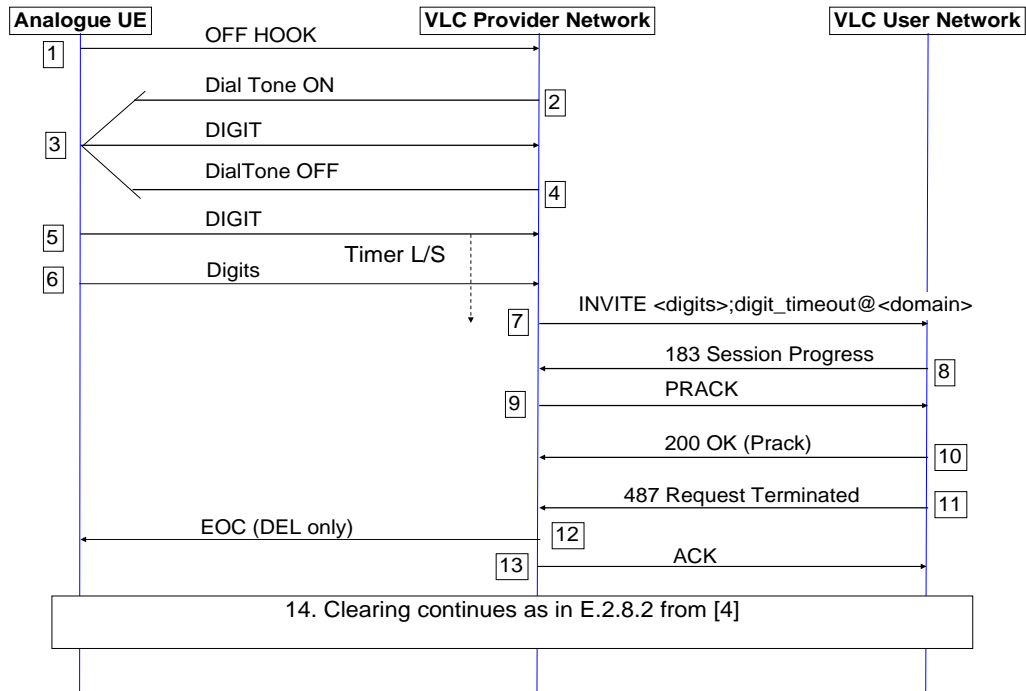 Analogue UE
VLC Provider Network
VLC User Network
1
OFF HOOK
Dial Tone ON
2
3
DIGIT
DialTone OFF
4
5
DIGIT
Timer L/S
6
Digits
7
INVITE <digits>;digit_timeout@<domain>
183 Session Progress
8
9
PRACK
200 OK (Prack)
10
487 Request Terminated
11
EOC (DEL only)
12
13
ACK
14. Clearing continues as in E.2.8.2 from [4]